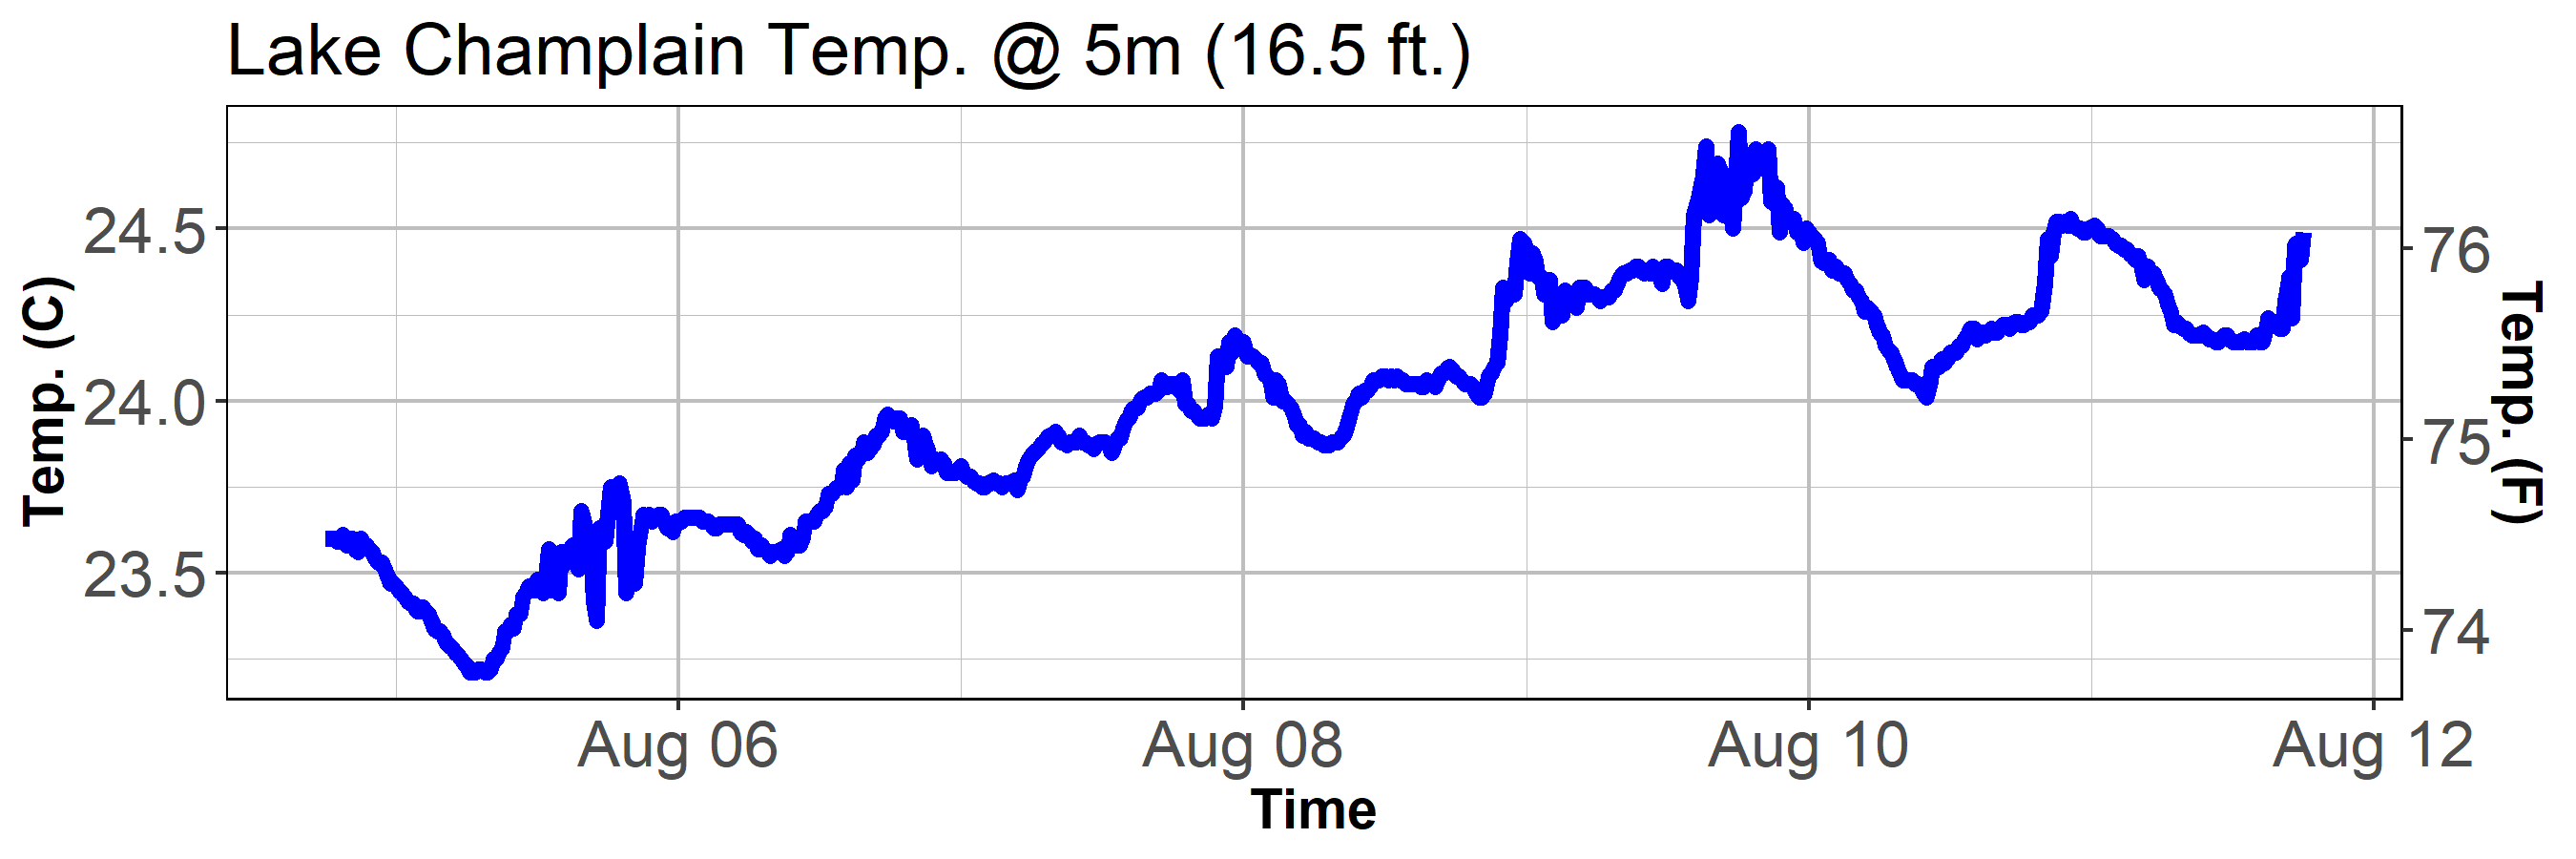 Lake Champlain Temp. @ 5m (16.5 ft.)
Temp. (C)
24.5
24.0
23.5
76
75
74
Temp. (F)
Aug 06 Aug 08 Aug 10 Aug 12
Time